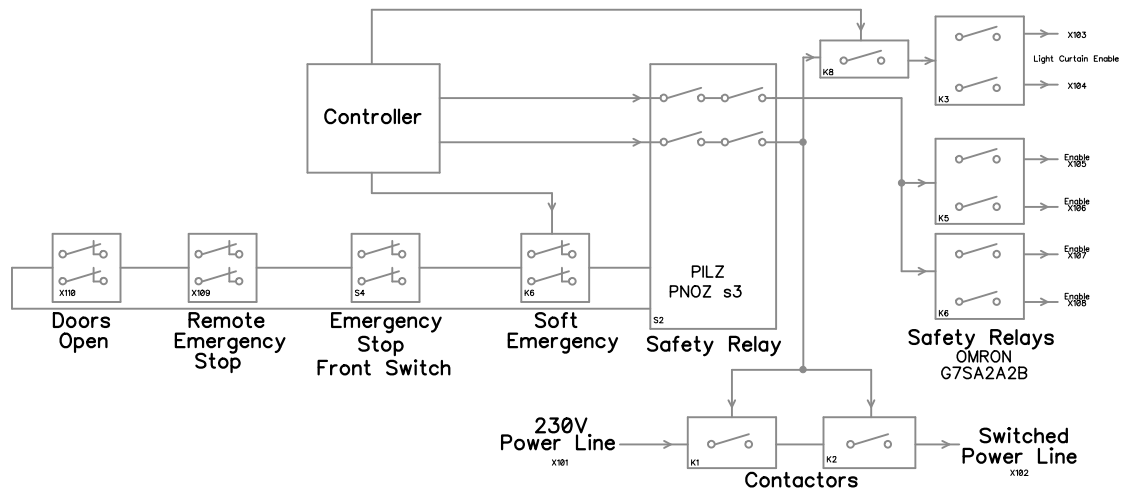 X103
K8
Light Curtain Enable
X104
K3
Controller
Enable
X105
Enable
X106
K5
Enable
X107
Enable
X108
K6
X110
X109
S4
K6
PILZ
PNOZ s3
S2
Doors
Open
Remote
Emergency
Stop
Emergency
Stop
Front Switch
Soft
Emergency
Safety Relay
Safety Relays
OMRON
G7SA2A2B
230V
Power Line
X101
K1
K2
Switched
Power Line
X102
Contactors